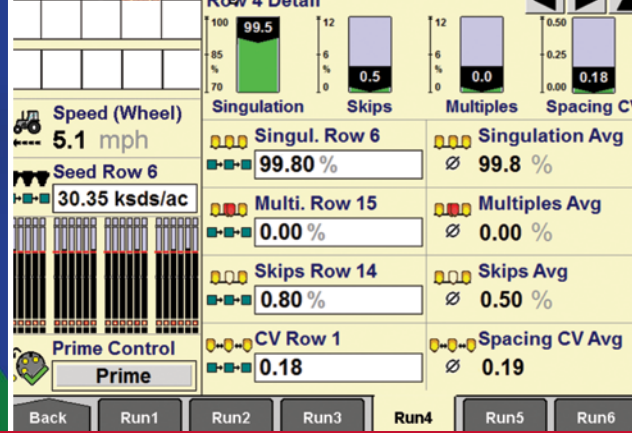 Row 4 Detail
100 99.5
85
%
70
12
6
%
0
0.5
12
6
%
0
0.0
0.50
0.25
0.00
0.18
Singulation Skips Multiples Spacing CV
Speed (Wheel)
5.1 mph
Seed Row 6
30.35 ksds/ac
Prime Control
Prime
Singul. Row 6
99.80 %
Multi. Row 15
0.00 %
Skips Row 14
0.80 %
CV Row 1
0.18
Singulation Avg
Ø 99.8 %
Multiples Avg
Ø 0.00 %
Skips Avg
Ø 0.50 %
Spacing CV Avg
Ø 0.19
Back Run1 Run2 Run3 Run4 Run5 Run6